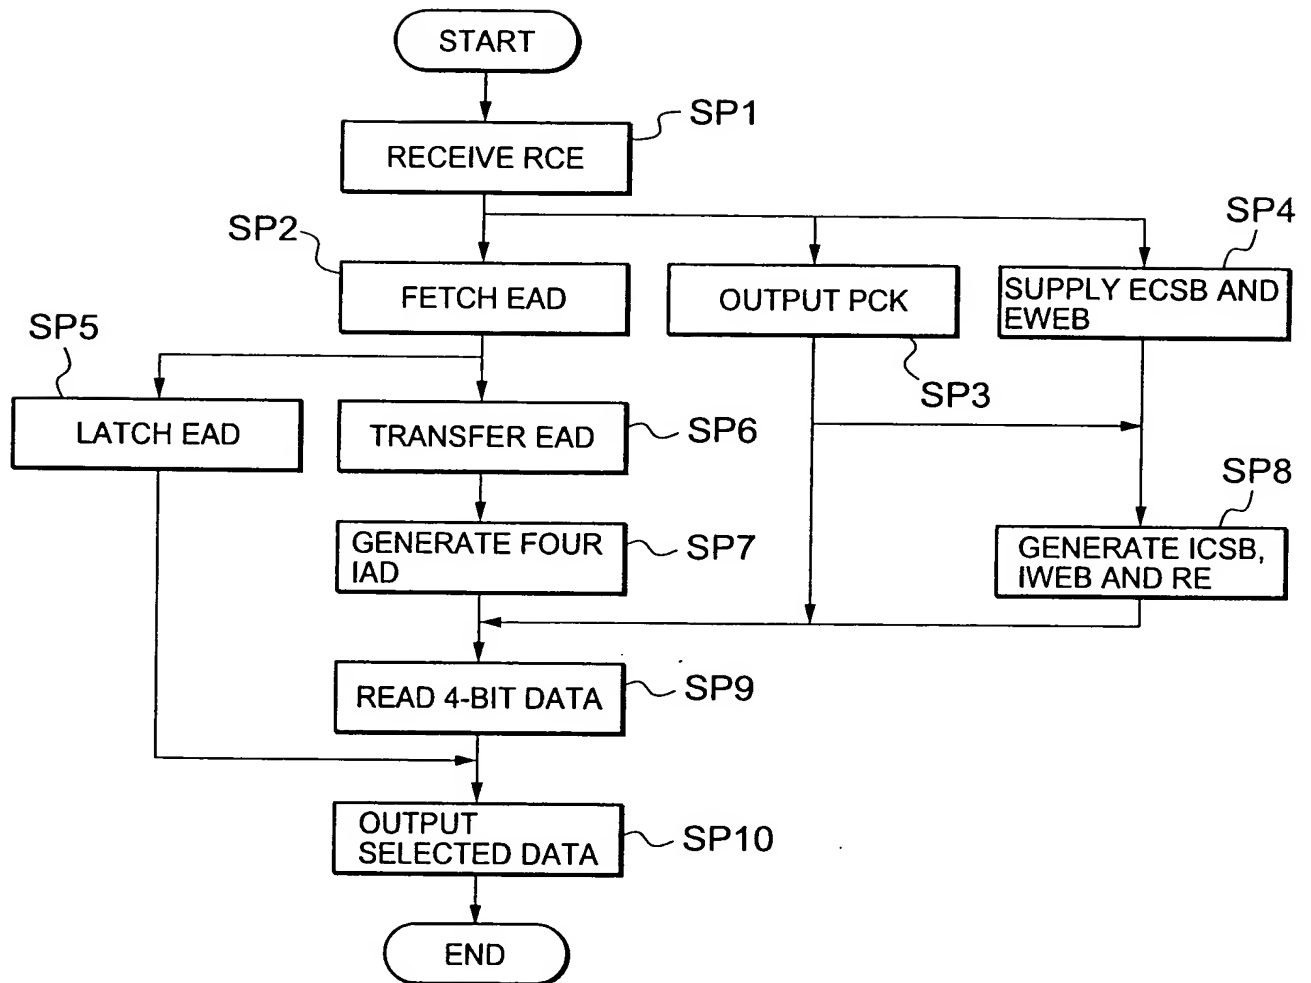 START
SP1
RECEIVE RCE
SP2
SP4
FETCH EAD
OUTPUT PCK
SUPPLY ECSB AND
EWEB
SP5
SP3
LATCH EAD
TRANSFER EAD
SP6
SP8
GENERATE FOUR
IAD
SP7
GENERATE ICSB,
IWEB AND RE
READ 4-BIT DATA
SP9
OUTPUT
SELECTED DATA
SP10
END